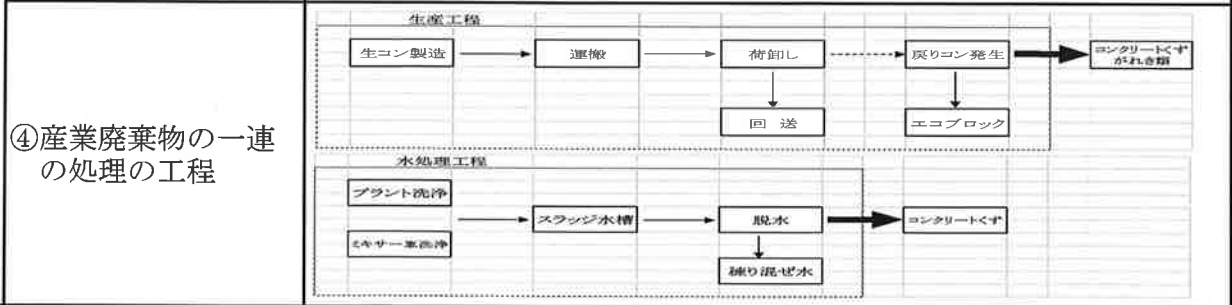 ④産業廃棄物の一連
の処理の工程
生産工程
生コン製造
運搬
荷卸し
戻りコン発生
コンクリートくず
がれき類
回送
エコブロック
水処理工程
プラント洗浄
スラッジ水槽
脱水
コンクリートくず
ミキサー車洗浄
練り混ぜ水